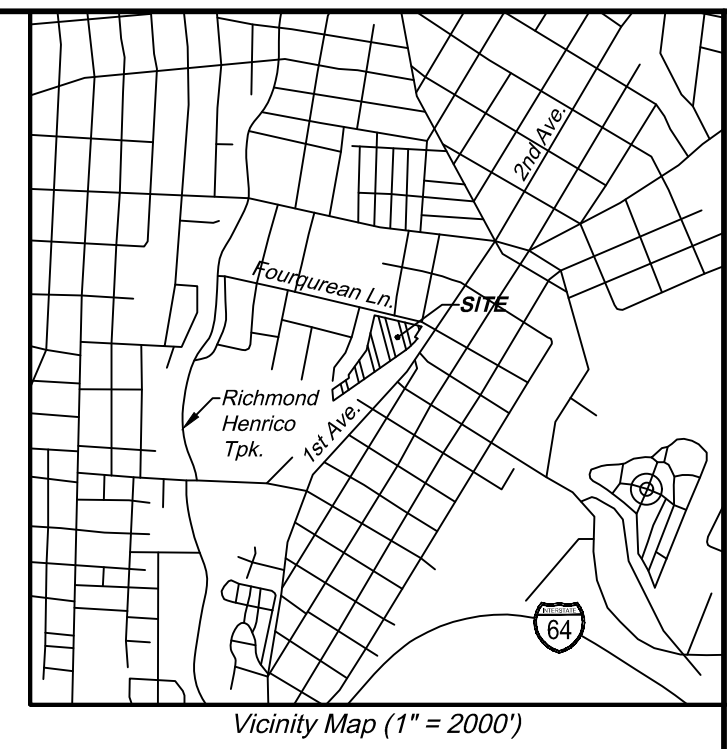 2nd Ave.
Fourqurean Ln.
SITE
Richmond
Henrico
Tpk.
1st Ave.
INTERSTATE
64
Vicinity Map (1" = 2000')